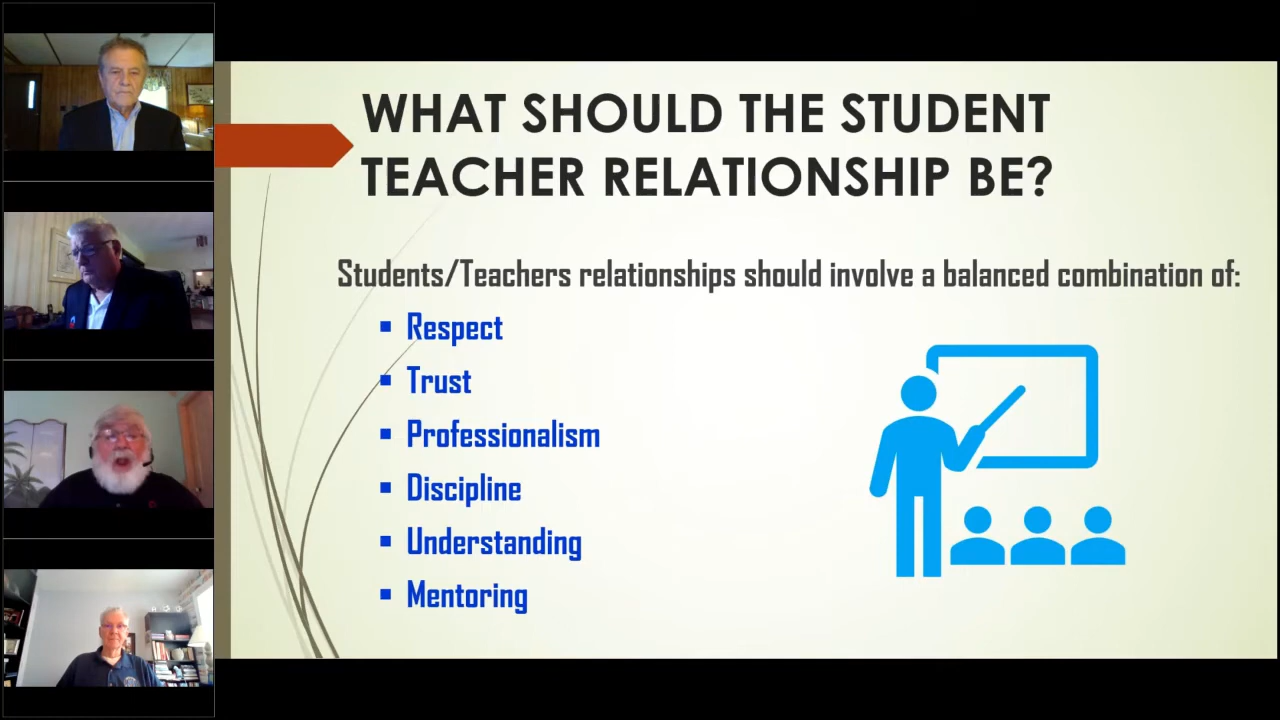 WHAT SHOULD THE STUDENT
TEACHER RELATIONSHIP BE?
Students/Teachers relationships should involve a balanced combination of:
Respect
Trust
Professionalism
Discipline
Understanding
Mentoring